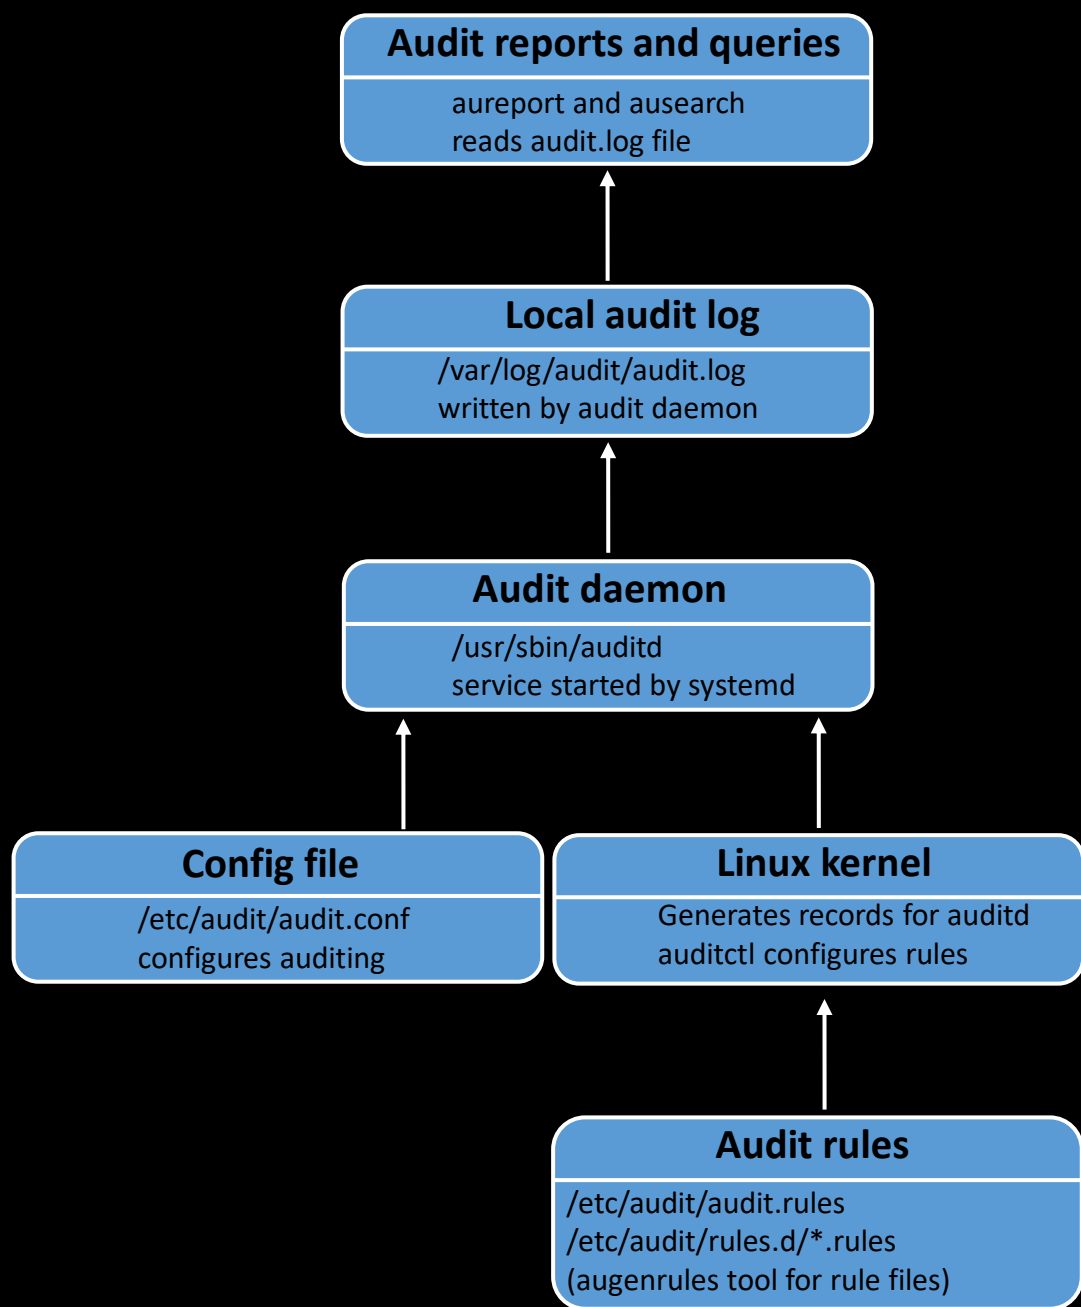 Audit reports and queries
aureport and ausearch
reads audit.log file
Local audit log
/var/log/audit/audit.log
written by audit daemon
Audit daemon
/usr/sbin/auditd
service started by systemd
Config file
/etc/audit/audit.conf
configures auditing
Linux kernel
Generates records for auditd
auditctl configures rules
Audit rules
/etc/audit/audit.rules
/etc/audit/rules.d/*.rules
(augenrules tool for rule files)